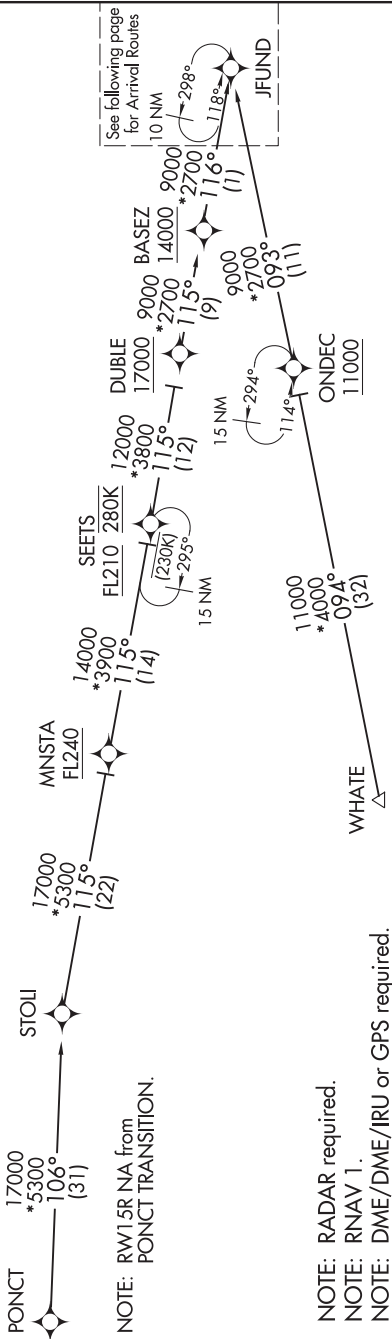 PONCT
17000
*5300
106°
(31)
STOLI
17000
*5300
115°
(22)
MNSTA
FL240
14000
*3900
115°
(14)
SEETS
FL210 280K
(230K)
295°
15 NM
12000
*3800
115°
(12)
DUBLE
17000
9000
*2700
115°
(9)
BASEZ
14000
9000
*2700
116°
(1)
See following page
for Arrival Routes
10 NM
298°
118°
JFUND
NOTE: RW15R NA from
PONCT TRANSITION.
WHATE
11000
*4000
094°
(32)
15 NM
294°
114°
ONDEC
11000
9000
*2700
093°
(11)
NOTE: RADAR required.
NOTE: RNAV 1.
NOTE: DME/DME/IRU or GPS required.